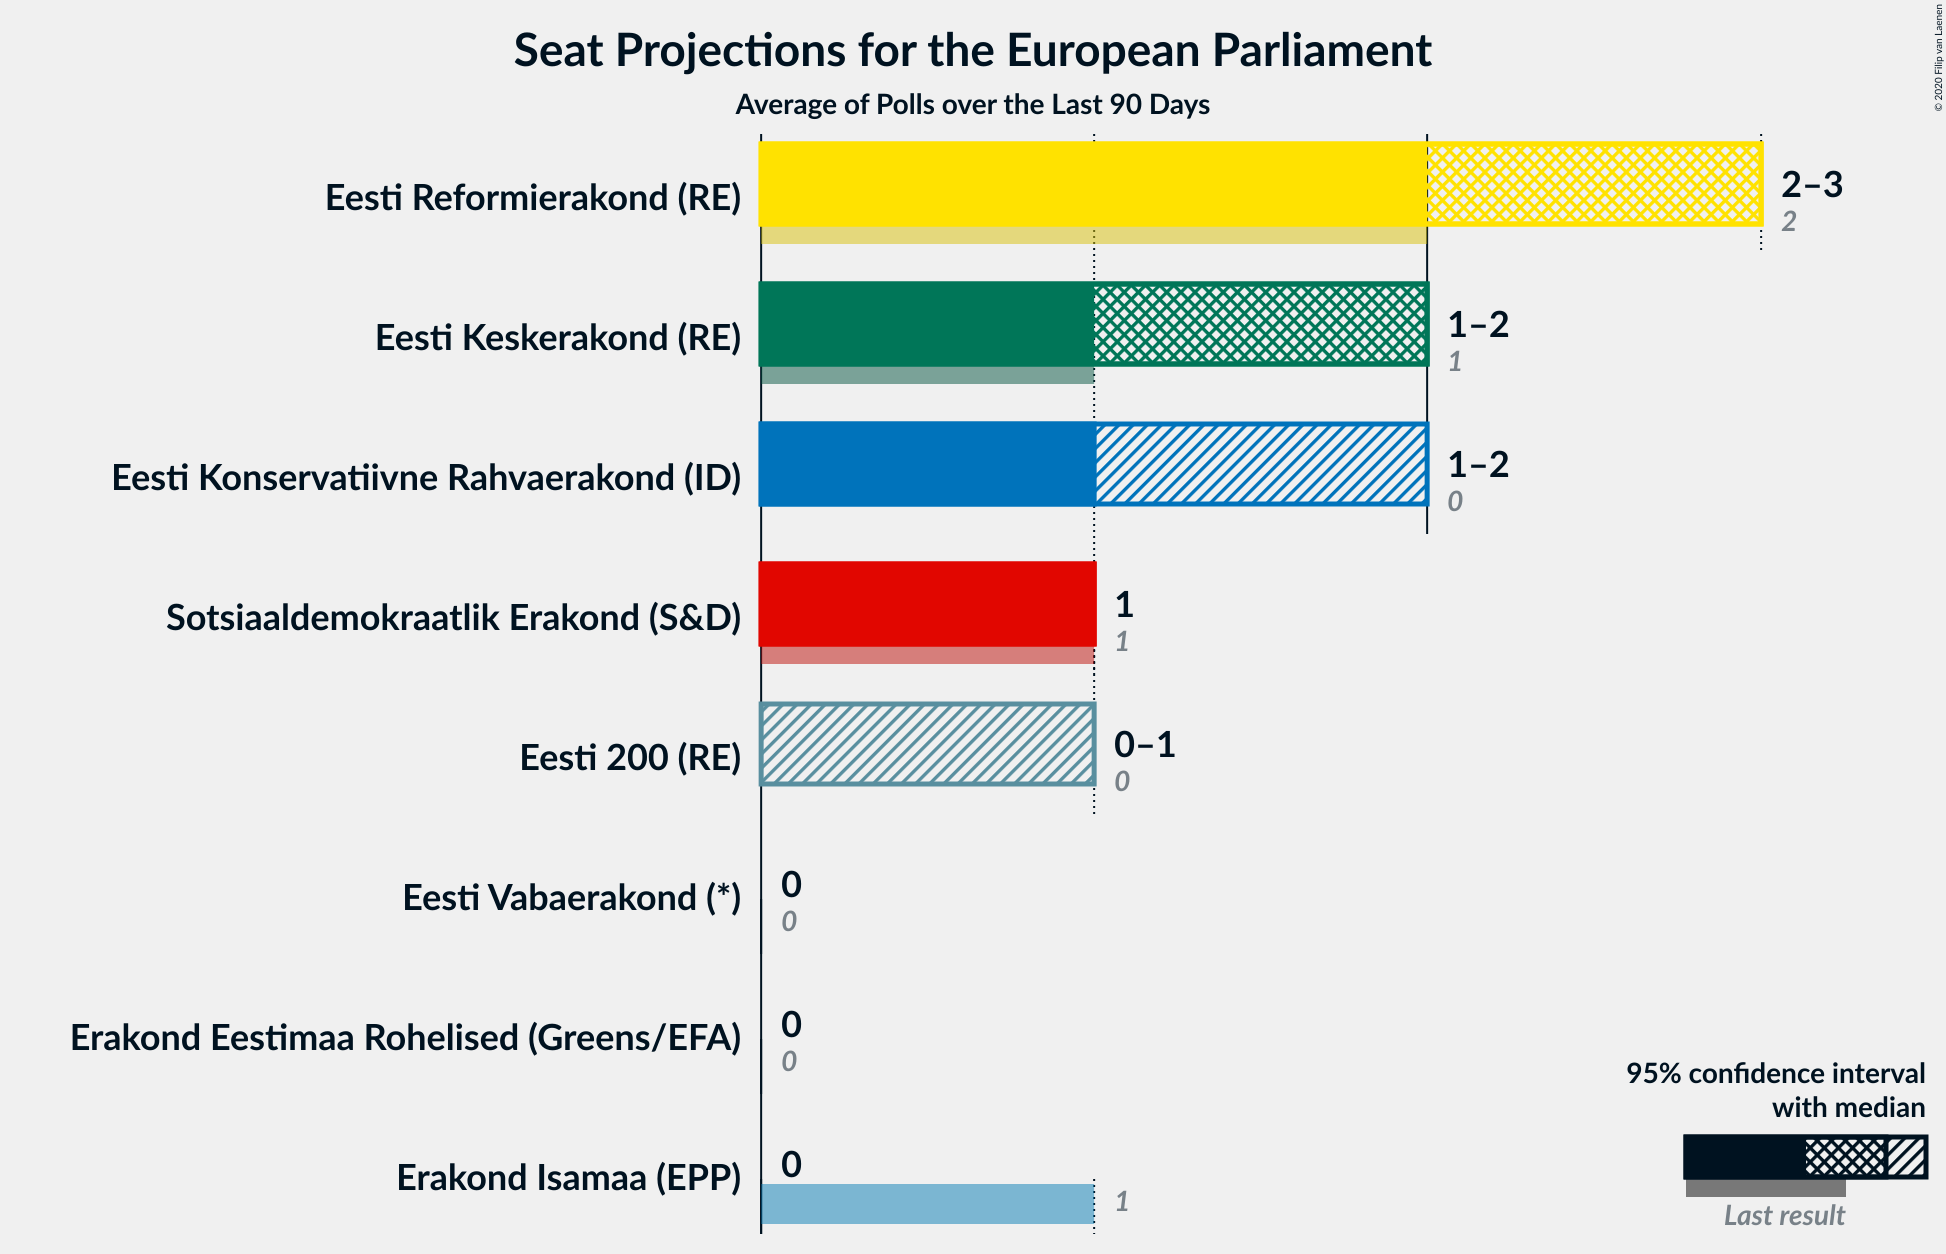 Seat Projections for the European Parliament
Average of Polls over the Last 90 Days
© 2020 Filip van Laenen
Eesti Reformierakond (RE)
2–3
2
Eesti Keskerakond (RE)
1–2
1
Eesti Konservatiivne Rahvaerakond (ID)
1–2
0
Sotsiaaldemokraatlik Erakond (S&D)
1
1
Eesti 200 (RE)
0–1
0
Eesti Vabaerakond (*)
0
0
Erakond Eestimaa Rohelised (Greens/EFA)
0
0
Erakond Isamaa (EPP)
0
1
95% confidence interval
with median
Last result